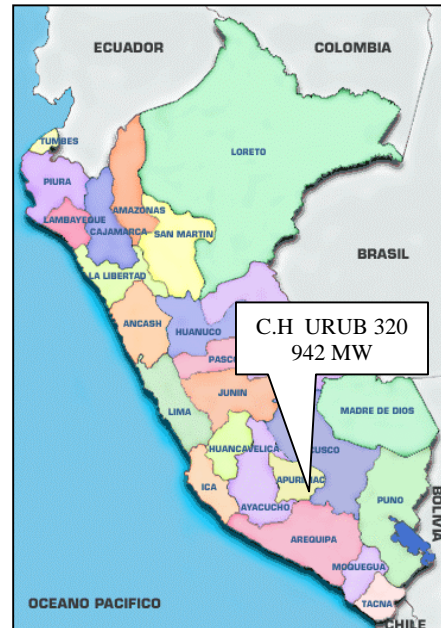 ECUADOR
COLOMBIA
TUMBES
LORETO
PIURA
AMAZONAS
LAMBAYEQUE
CAJAMARCA
SAN MARTIN
BRASIL
LA LIBERTAD
ANCASH
HUANUCO
C.H URUB 320
942 MW
PASC
JUNIN
LIMA
MADRE DE DIOS
HUANCAVELICA
CUSCO
APURIMAC
ICA
AYACUCHO
PUNO
BOLIVIA
AREQUIPA
MOQUEGUA
OCEANO PACIFICO
TACNA
CHILE